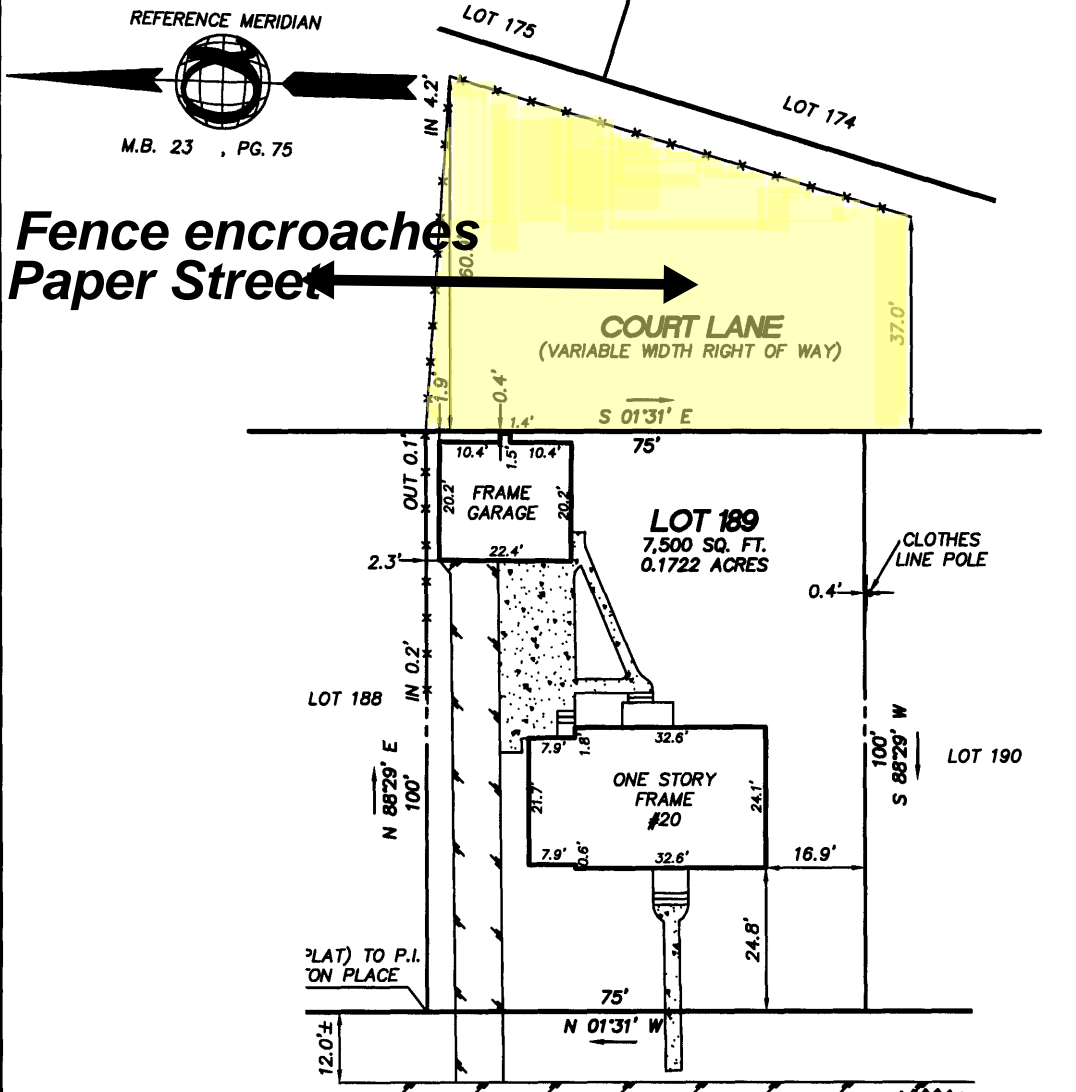 REFERENCE MERIDIAN
M.B. 23 , PG. 75
LOT 175
LOT 174
IN 4.2'
Fence encroaches
Paper Street
60.0'
COURT LANE
(VARIABLE WIDTH RIGHT OF WAY)
37.0'
1.9'
0.4'
S 01°31' E
1.4'
75'
OUT 0.1'
10.4'
1.5'
10.4'
20.2'
FRAME
GARAGE
20.2'
22.4'
2.3'
LOT 189
7,500 SQ. FT.
0.1722 ACRES
CLOTHES
LINE POLE
0.4'
IN 0.2'
LOT 188
N 88°29' E
100'
7.9'
1.8'
32.6'
ONE STORY
FRAME
#20
21.7'
24.1'
7.9'
0.6'
32.6'
16.9'
100'
S 88°29' W
LOT 190
24.8'
PLAT) TO P.I.
ON PLACE
75'
N 01°31' W
12.0'±